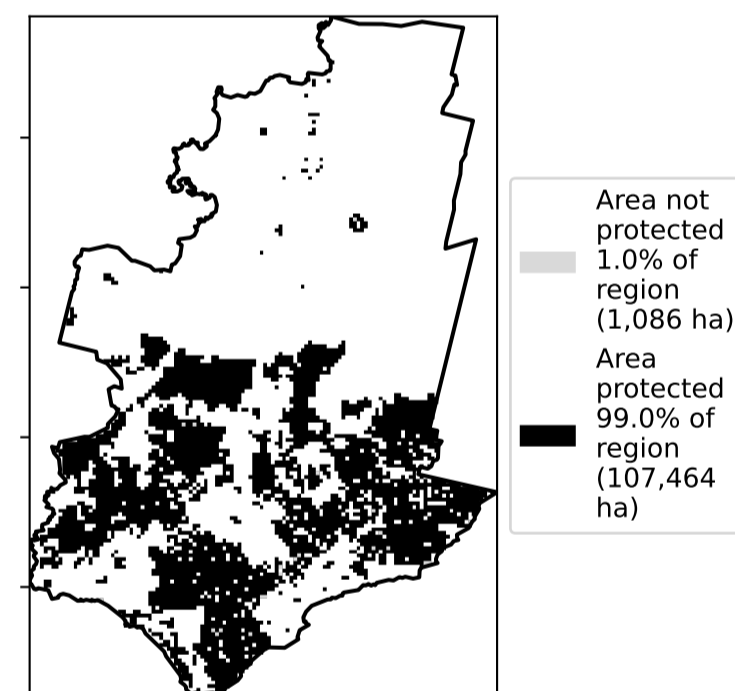 Area not
protected
1.0% of
region
(1,086 ha)
Area
protected
99.0% of
region
(107,464
ha)